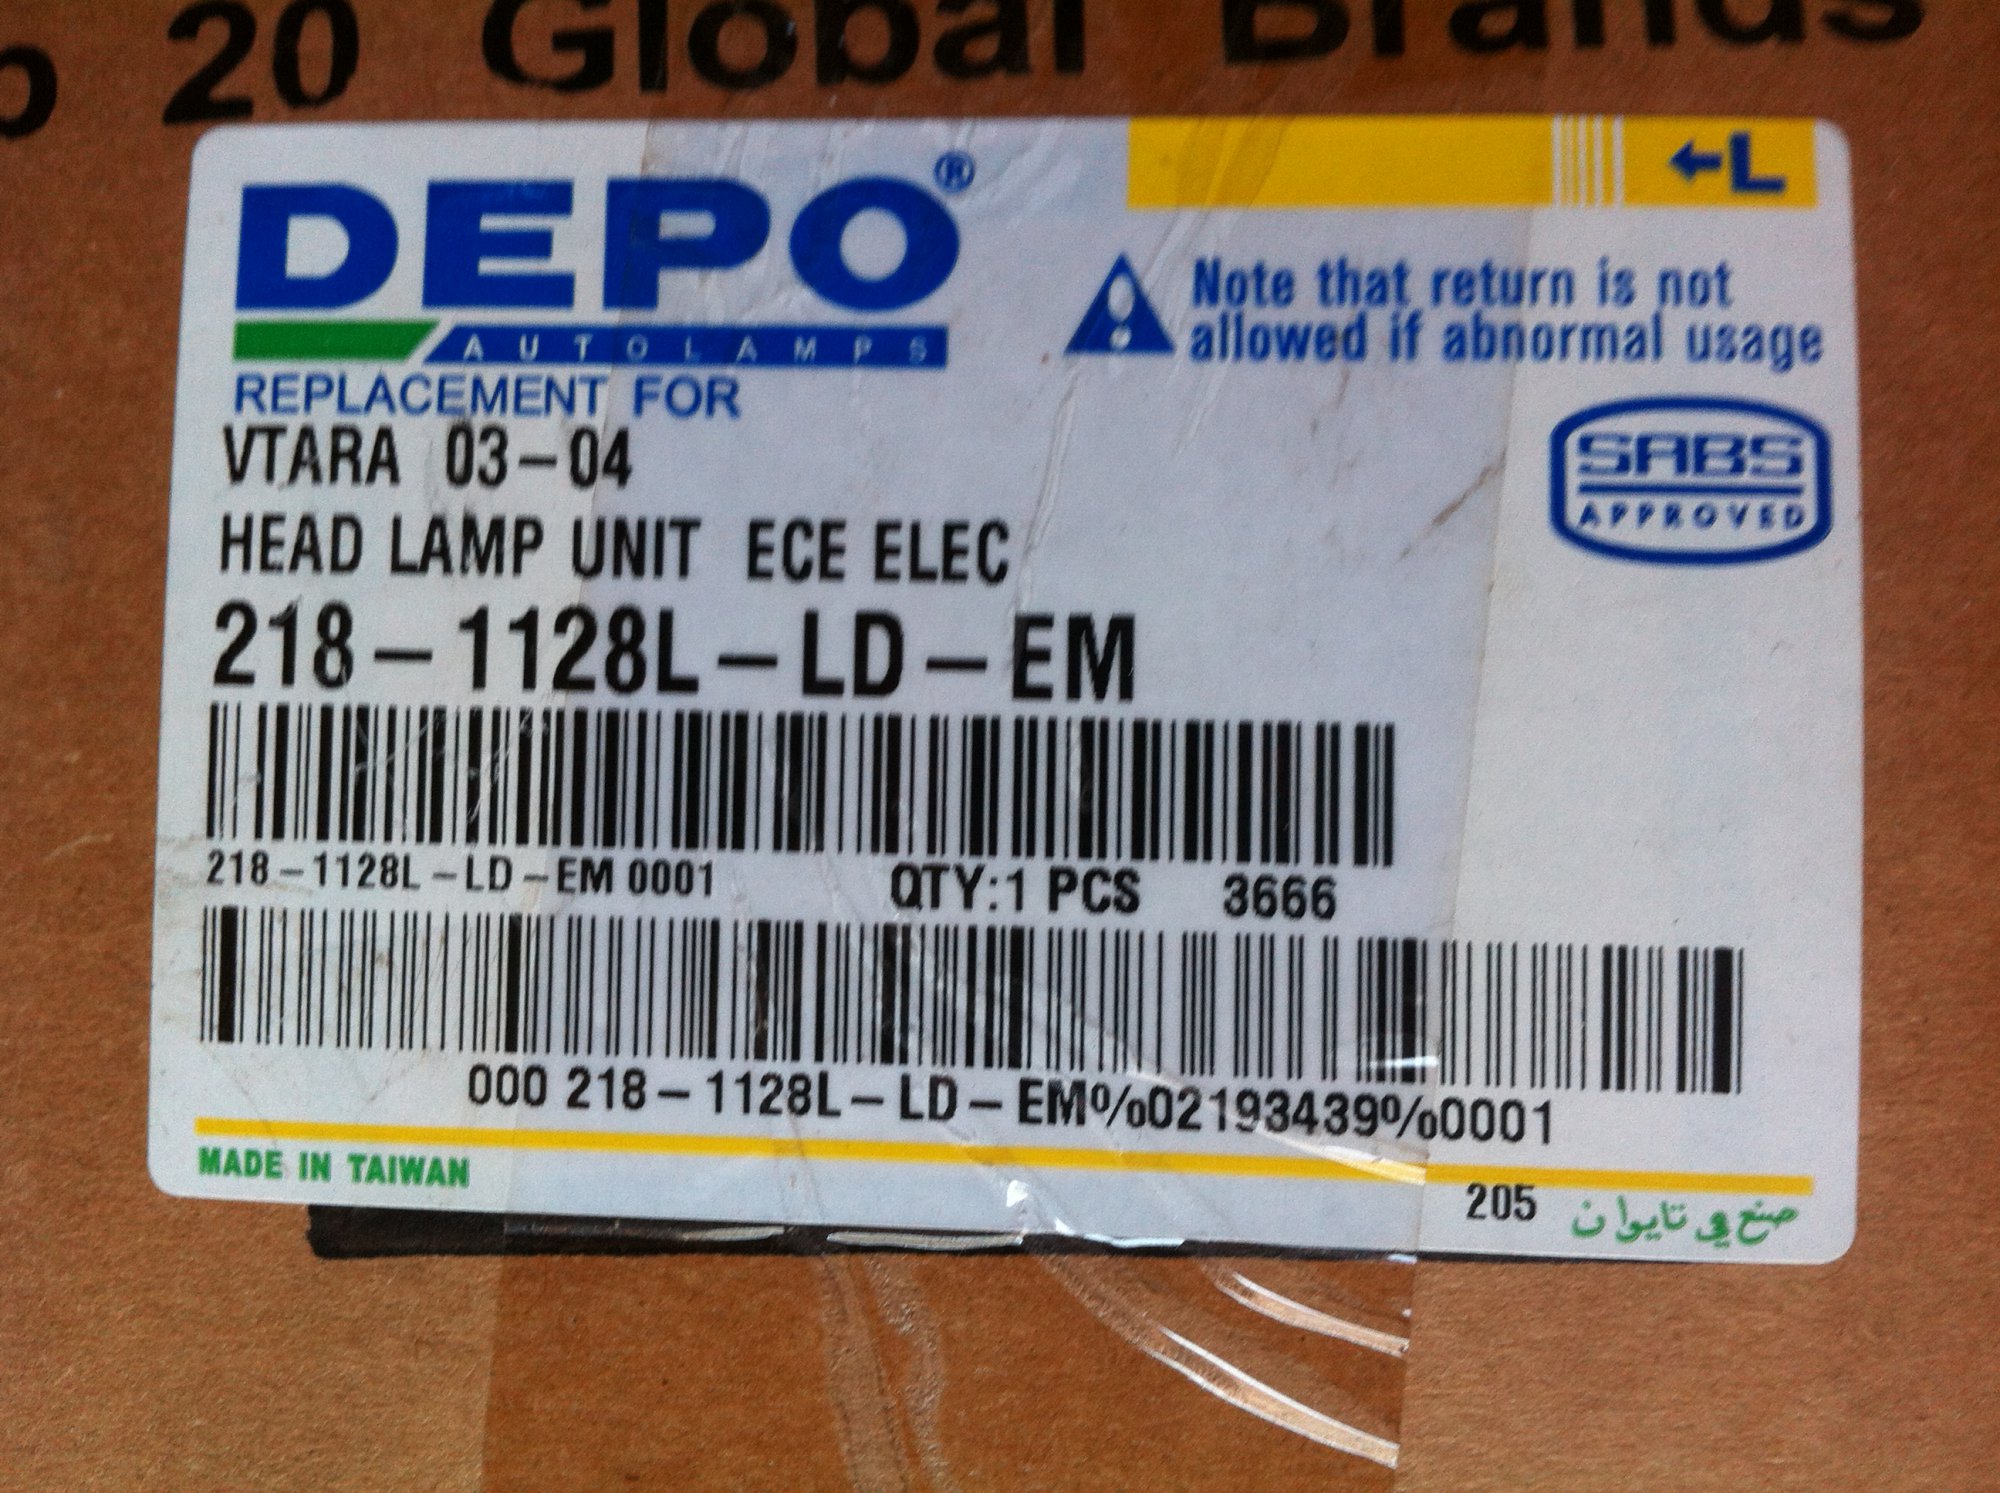 20 Global Brands
DEPO®
AUTOLAMPS
←L
Note that return is not
allowed if abnormal usage
REPLACEMENT FOR
VTARA 03-04
SABS
APPROVED
HEAD LAMP UNIT ECE ELEC
218-1128L-LD-EM
218-1128L-LD-EM 0001 QTY:1 PCS 3666
000 218-1128L-LD-EM%02193439%0001
MADE IN TAIWAN
205 صنع في تايوان